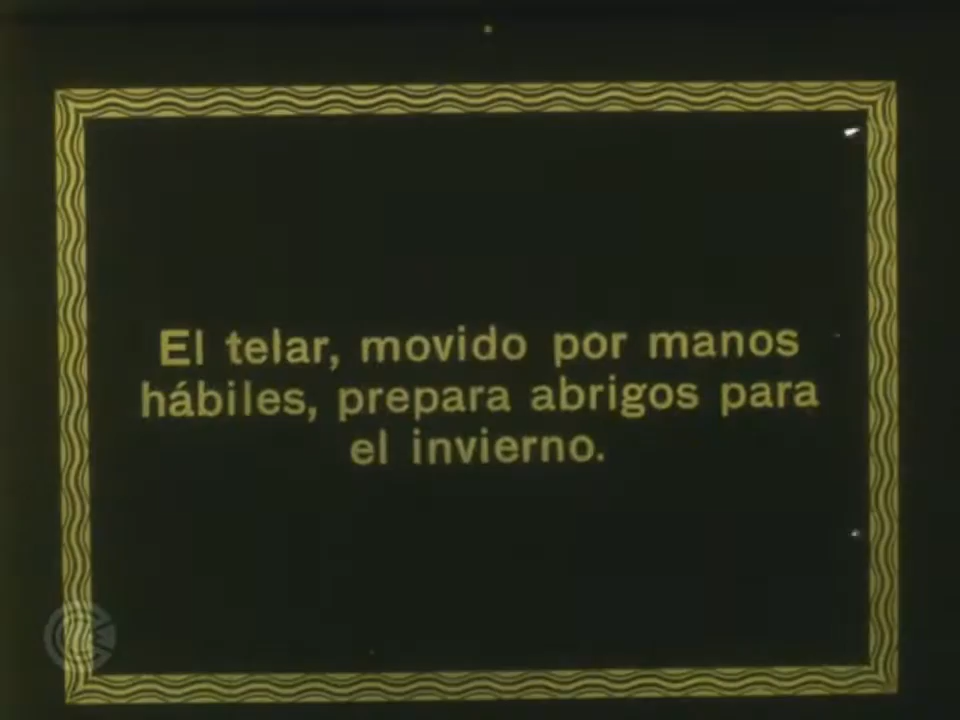 El telar, movido por manos
hábiles, prepara abrigos para
el invierno.